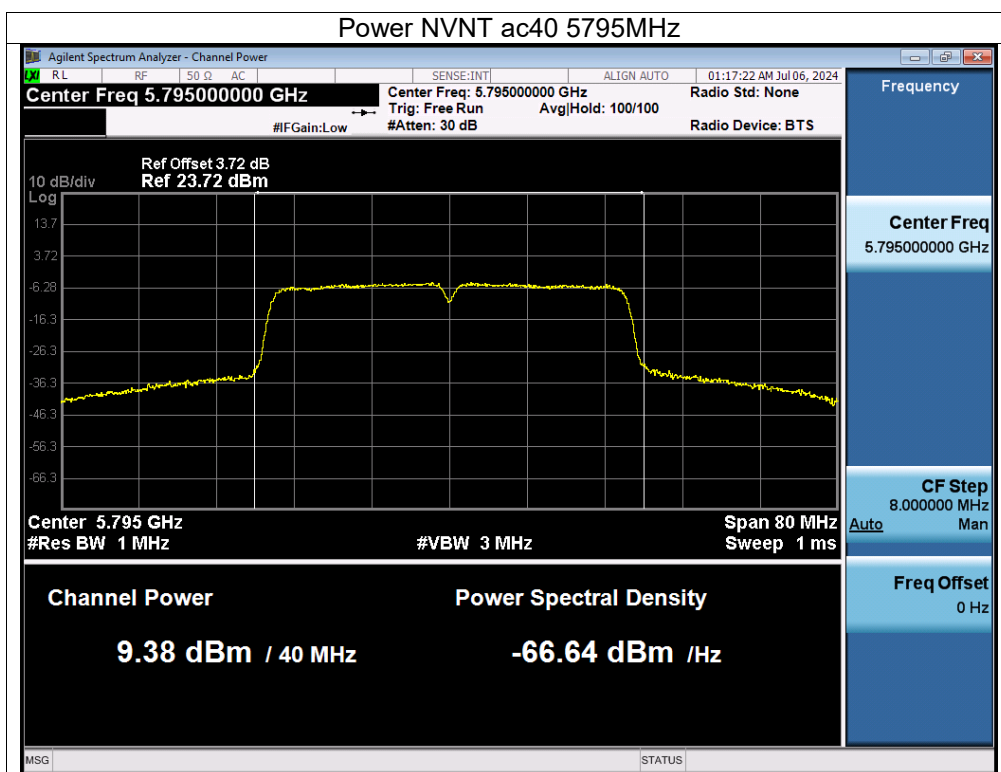 Power NVNT ac40 5795MHz
Agilent Spectrum Analyzer - Channel Power
LXI RL RF 50 Ω AC SENSE:INT ALIGN AUTO 01:17:22 AM Jul 06, 2024
Center Freq 5.795000000 GHz
Center Freq: 5.795000000 GHz Radio Std: None
Trig: Free Run Avg|Hold: 100/100
#IFGain:Low #Atten: 30 dB Radio Device: BTS
Ref Offset 3.72 dB
10 dB/div Ref 23.72 dBm
Log
13.7
3.72
-6.28
-16.3
-26.3
-36.3
-46.3
-56.3
-66.3
Center 5.795 GHz Span 80 MHz
#Res BW 1 MHz #VBW 3 MHz Sweep 1 ms
Channel Power Power Spectral Density
9.38 dBm / 40 MHz -66.64 dBm /Hz
MSG STATUS
Frequency
Center Freq
5.795000000 GHz
CF Step
8.000000 MHz
Auto Man
Freq Offset
0 Hz